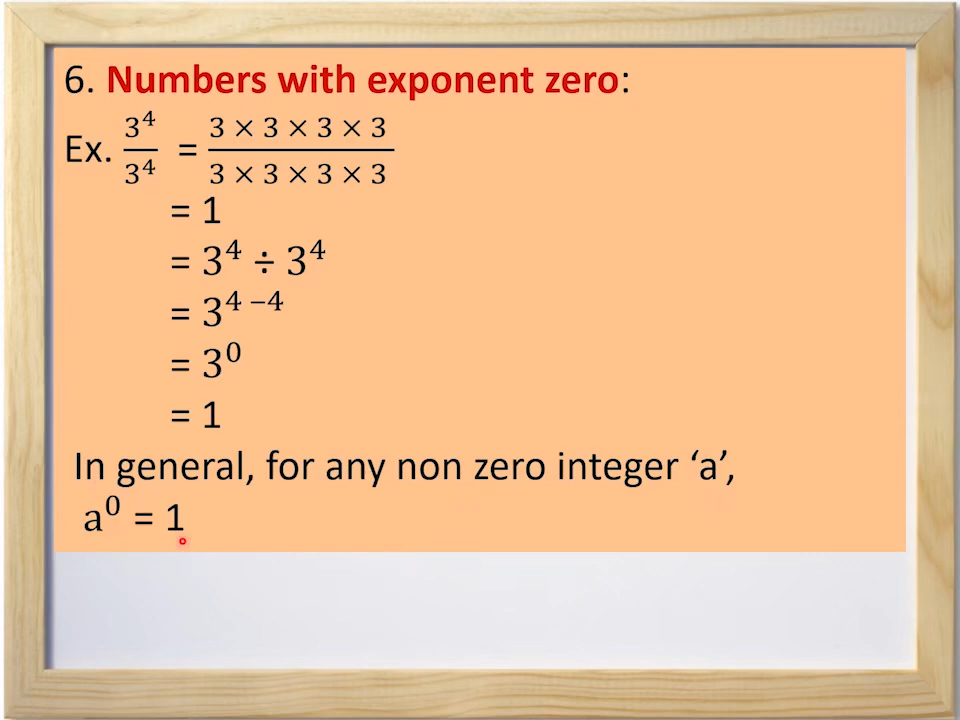 6. Numbers with exponent zero:
Ex. 3⁴/3⁴ = 3 × 3 × 3 × 3 / 3 × 3 × 3 × 3
= 1
= 3⁴ ÷ 3⁴
= 3⁴ ⁻⁴
= 3⁰
= 1
In general, for any non zero integer ‘a’,
a⁰ = 1